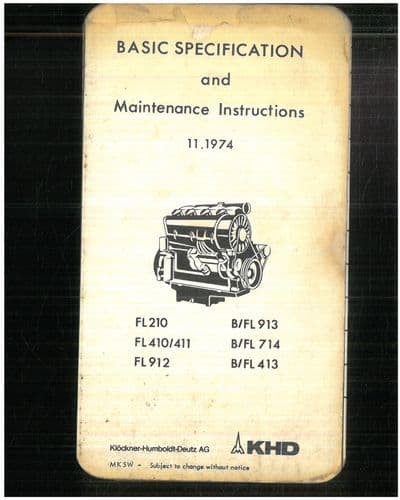 BASIC SPECIFICATION
and
Maintenance Instructions
11.1974
FL 210 B/FL 913
FL 410/411 B/FL 714
FL 912 B/FL 413
Klöckner-Humboldt-Deutz AG KHD
MKSW - Subject to change without notice